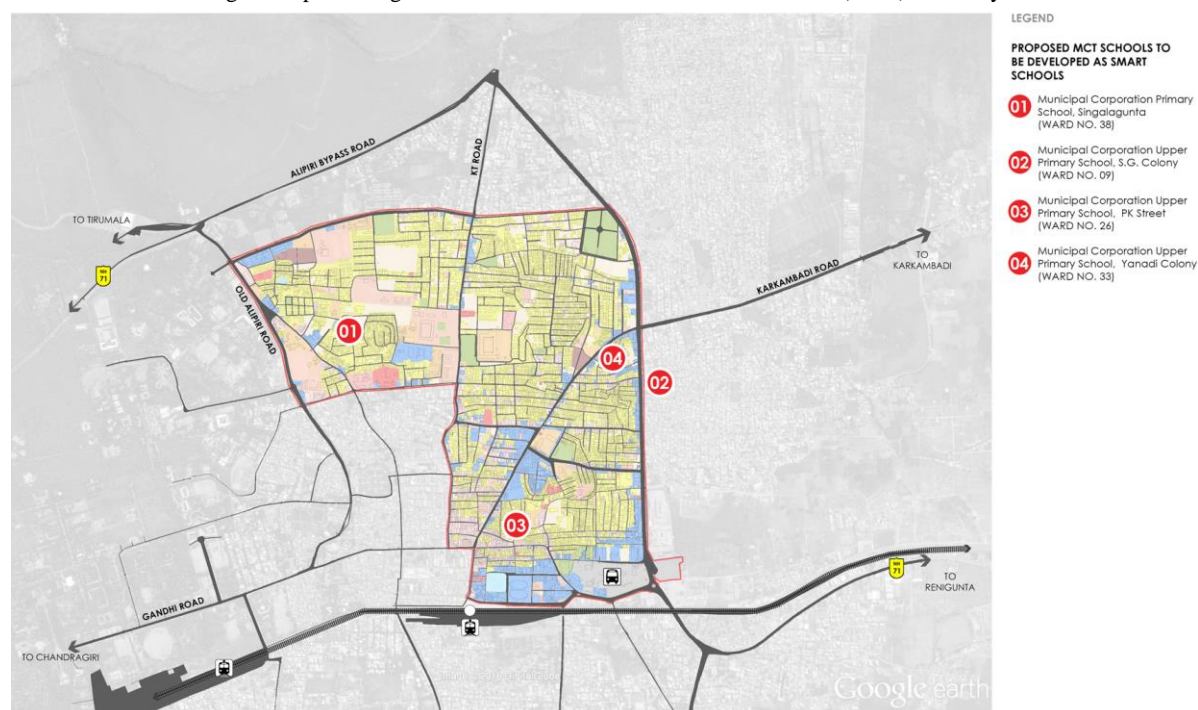 LEGEND
PROPOSED MCT SCHOOLS TO
BE DEVELOPED AS SMART
SCHOOLS
01 Municipal Corporation Primary
School, Singalagunta
(WARD NO. 38)
02 Municipal Corporation Upper
Primary School, S.G. Colony
(WARD NO. 09)
03 Municipal Corporation Upper
Primary School, PK Street
(WARD NO. 26)
04 Municipal Corporation Upper
Primary School, Yanadi Colony
(WARD NO. 33)
ALIPIRI BYPASS ROAD
KT ROAD
TO TIRUMALA
NH
71
OLD ALIPIRI ROAD
TO
KARKAMBADI
KARKAMBADI ROAD
01
04
02
03
NH
71
TO
RENIGUNTA
GANDHI ROAD
TO CHANDRAGIRI
Google earth